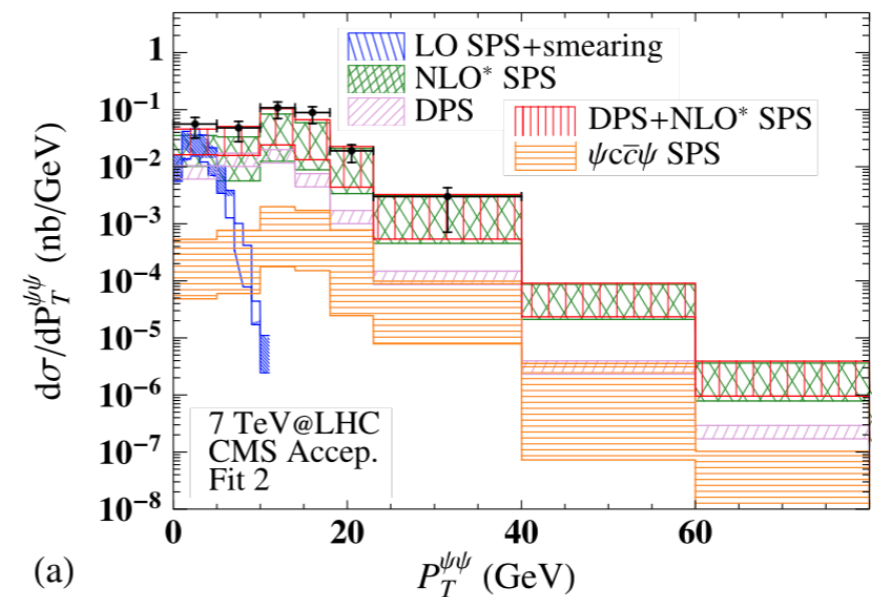 1
10⁻¹
10⁻²
10⁻³
10⁻⁴
10⁻⁵
10⁻⁶
10⁻⁷
10⁻⁸
dσ/dP_T^ψψ (nb/GeV)
LO SPS+smearing
NLO* SPS
DPS
DPS+NLO* SPS
ψcc̄ψ SPS
7 TeV@LHC
CMS Accep.
Fit 2
0 20 40 60
P_T^ψψ (GeV)
(a)